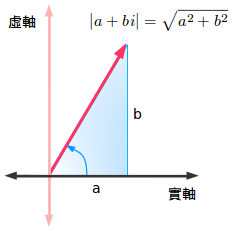 虛軸
|a + bi| = √(a² + b²)
b
a
實軸